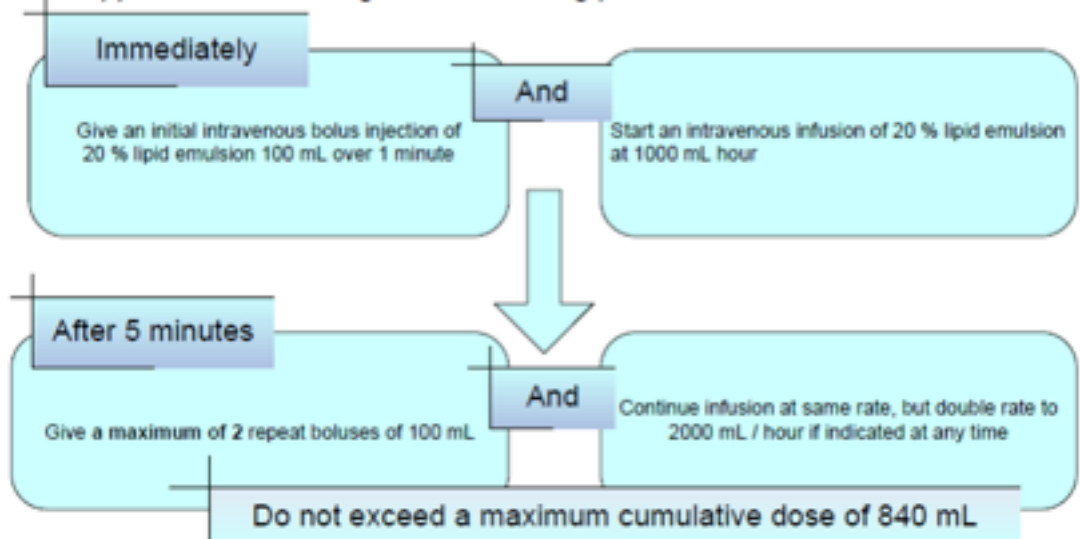 Immediately
And
Give an initial intravenous bolus injection of
20 % lipid emulsion 100 mL over 1 minute
Start an intravenous infusion of 20 % lipid emulsion
at 1000 mL hour
After 5 minutes
And
Give a maximum of 2 repeat boluses of 100 mL
Continue infusion at same rate, but double rate to
2000 mL / hour if indicated at any time
Do not exceed a maximum cumulative dose of 840 mL